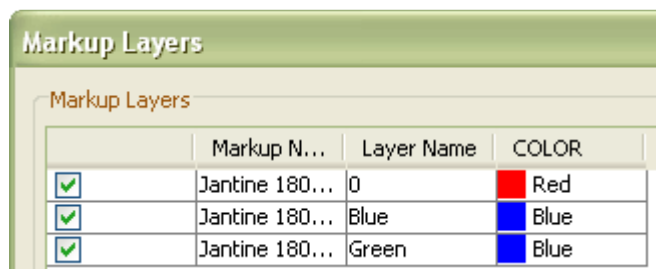 Markup Layers
Markup Layers
Markup N... Layer Name COLOR
Jantine 180... 0 Red
Jantine 180... Blue Blue
Jantine 180... Green Blue